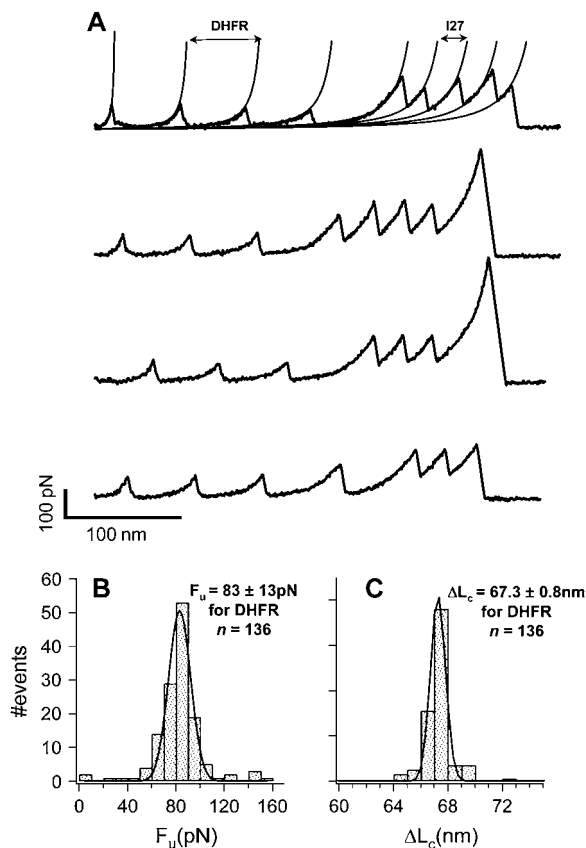 A
DHFR
I27
100 pN
100 nm
B
F_u = 83 ± 13pN
for DHFR
n = 136
#events
60
50
40
30
20
10
0
0 40 80 120 160
F_u(pN)
C
ΔL_c = 67.3 ± 0.8nm
for DHFR
n = 136
60 64 68 72
ΔL_c(nm)